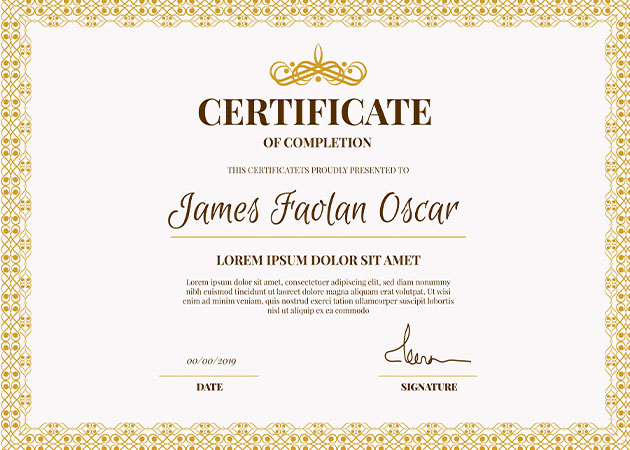 CERTIFICATE
OF COMPLETION
THIS CERTIFICATETS PROUDLY PRESENTED TO
James Faolan Oscar
LOREM IPSUM DOLOR SIT AMET
Lorem ipsum dolor sit amet, consectetuer adipiscing elit, sed diam nonummy
nibh euismod tincidunt ut laoreet dolore magna aliquam erat volutpat. Ut wisi
enim ad minim veniam, quis nostrud exerci tation ullamcorper suscipit lobortis
nisl ut aliquip ex ea commodo
00/00/2019
DATE
SIGNATURE